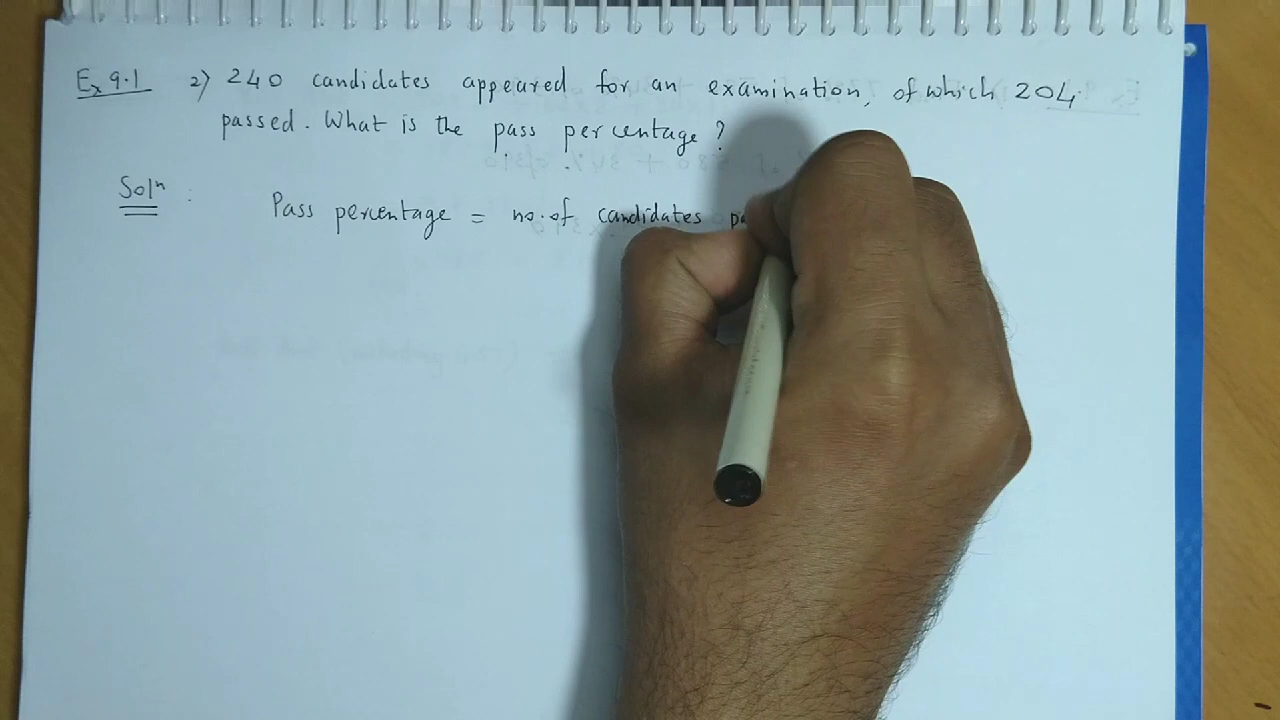 Ex 9.1 2) 240 candidates appeared for an examination, of which 204
passed. What is the pass percentage?
Soln :
Pass percentage = no. of candidates